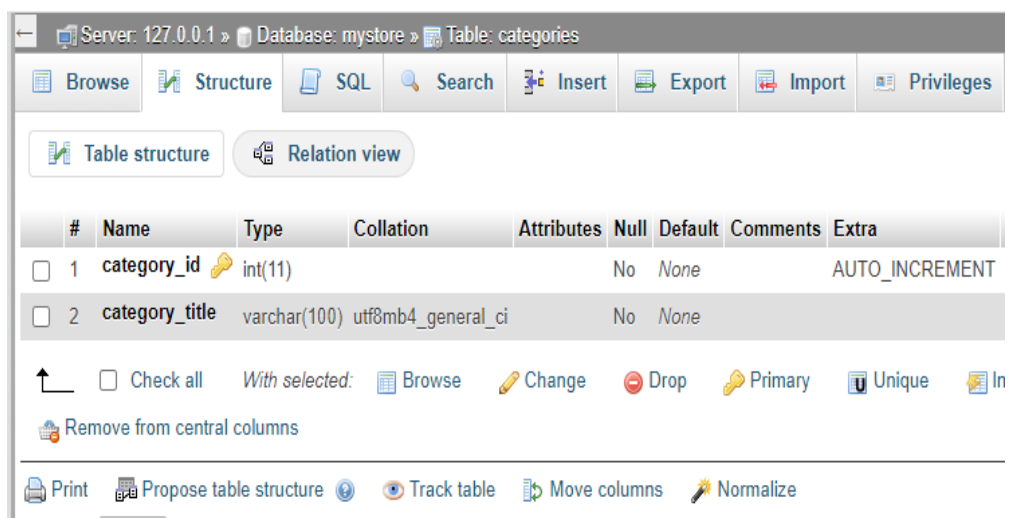 ← Server: 127.0.0.1 » Database: mystore » Table: categories
Browse Structure SQL Search Insert Export Import Privileges
Table structure Relation view
# Name Type Collation Attributes Null Default Comments Extra
1 category_id int(11) No None AUTO_INCREMENT
2 category_title varchar(100) utf8mb4_general_ci No None
Check all With selected: Browse Change Drop Primary U Unique In
Remove from central columns
Print Propose table structure Track table Move columns Normalize